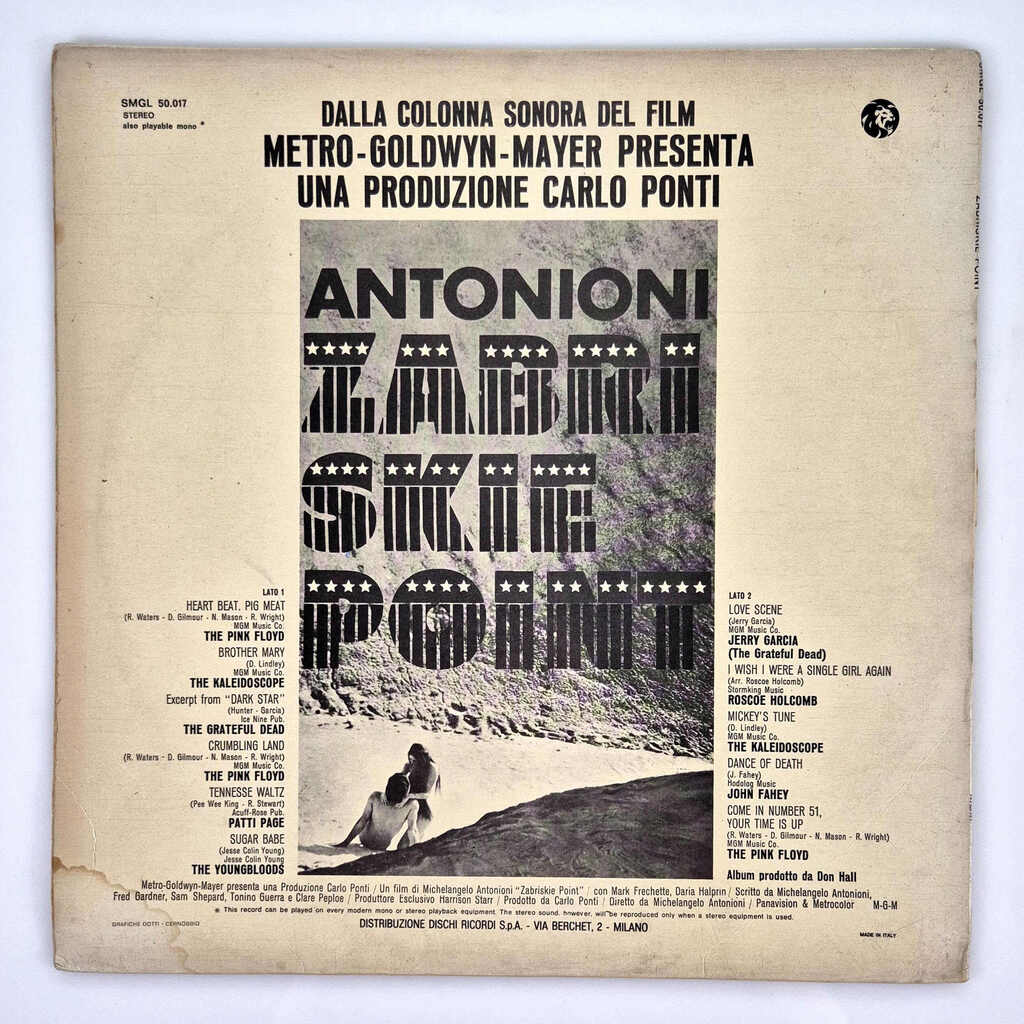 SMGL 50.017
STEREO
also playable mono *
DALLA COLONNA SONORA DEL FILM
METRO-GOLDWYN-MAYER PRESENTA
UNA PRODUZIONE CARLO PONTI
ANTONIONI
ZABRI
SKIE
POINT
LATO 1
HEART BEAT, PIG MEAT
(R. Waters - D. Gilmour - N. Mason - R. Wright)
MGM Music Co.
THE PINK FLOYD
BROTHER MARY
(D. Lindley)
MGM Music Co.
THE KALEIDOSCOPE
Excerpt from "DARK STAR"
(Hunter - Garcia)
Ice Nine Pub.
THE GRATEFUL DEAD
CRUMBLING LAND
(R. Waters - D. Gilmour - N. Mason - R. Wright)
MGM Music Co.
THE PINK FLOYD
TENNESSE WALTZ
(Pee Wee King - R. Stewart)
Acuff-Rose Pub.
PATTI PAGE
SUGAR BABE
(Jesse Colin Young)
Jesse Colin Young
THE YOUNGBLOODS
LATO 2
LOVE SCENE
(Jerry Garcia)
MGM Music Co.
JERRY GARCIA
(The Grateful Dead)
I WISH I WERE A SINGLE GIRL AGAIN
(Arr. Roscoe Holcomb)
Stormking Music
ROSCOE HOLCOMB
MICKEY'S TUNE
(D. Lindley)
MGM Music Co.
THE KALEIDOSCOPE
DANCE OF DEATH
(J. Fahey)
Hodolog Music
JOHN FAHEY
COME IN NUMBER 51,
YOUR TIME IS UP
(R. Waters - D. Gilmour - N. Mason - R. Wright)
MGM Music Co.
THE PINK FLOYD
Album prodotto da Don Hall
Metro-Goldwyn-Mayer presenta una Produzione Carlo Ponti / Un film di Michelangelo Antonioni "Zabriskie Point" / con Mark Frechette, Daria Halprin / Scritto da Michelangelo Antonioni,
Fred Gardner, Sam Shepard, Tonino Guerra e Clare Peploe / Produttore Esclusivo Harrison Starr / Prodotto da Carlo Ponti / Diretto da Michelangelo Antonioni / Panavision & Metrocolor M-G-M
* This record can be played on every modern mono or stereo playback equipment. The stereo sound, however, will be reproduced only when a stereo equipment is used.
GRAFICHE DOTTI - CERNOBBIO
DISTRIBUZIONE DISCHI RICORDI S.p.A. - VIA BERCHET, 2 - MILANO
MADE IN ITALY
SMGL 50.017
ZABRISKIE POINT